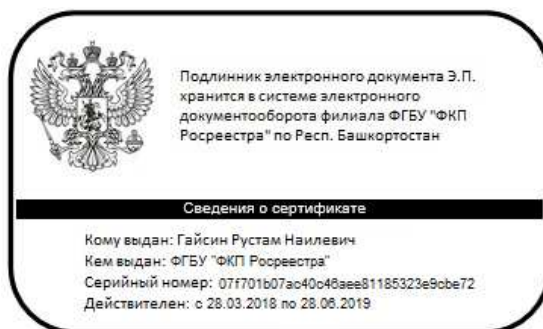 Подлинник электронного документа Э.П.
хранится в системе электронного
документооборота филиала ФГБУ "ФКП
Росреестра" по Респ. Башкортостан
Сведения о сертификате
Кому выдан: Гайсин Рустам Наилевич
Кем выдан: ФГБУ "ФКП Росреестра"
Серийный номер: 07f701b07ac40c46aee81185323e9cbe72
Действителен: с 28.03.2018 по 28.06.2019